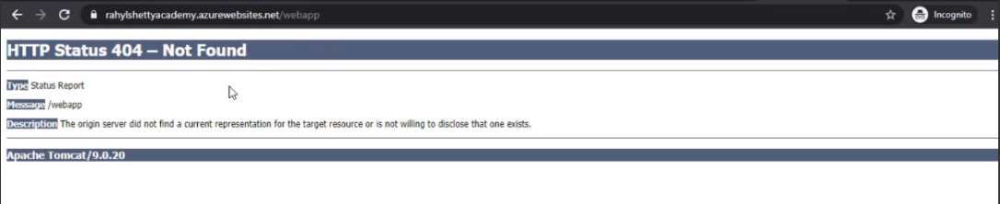 rahylshettyacademy.azurewebsites.net/webapp
Incognito
HTTP Status 404 – Not Found
Type Status Report
Message /webapp
Description The origin server did not find a current representation for the target resource or is not willing to disclose that one exists.
Apache Tomcat/9.0.20